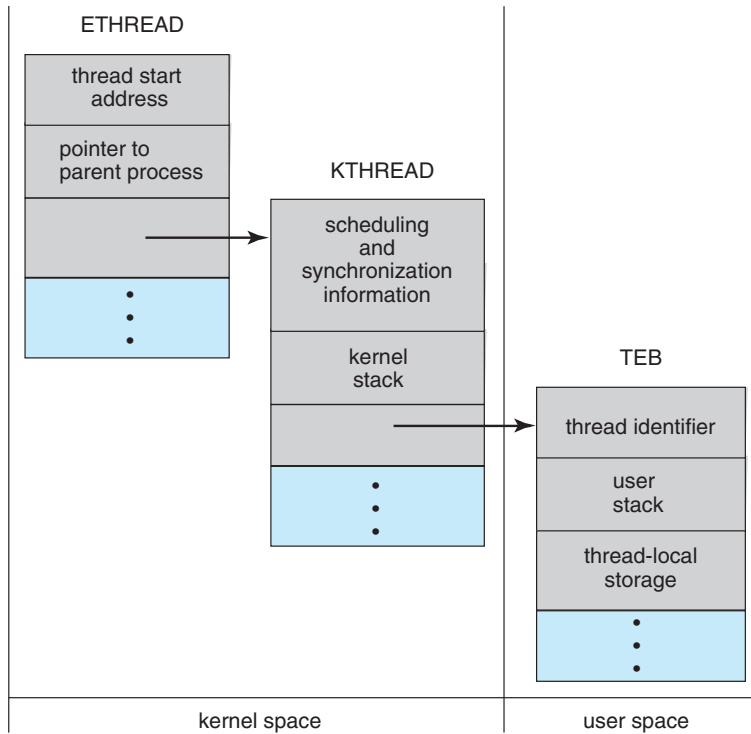 ETHREAD
thread start
address
pointer to
parent process
KTHREAD
scheduling
and
synchronization
information
kernel
stack
TEB
thread identifier
user
stack
thread-local
storage
kernel space
user space